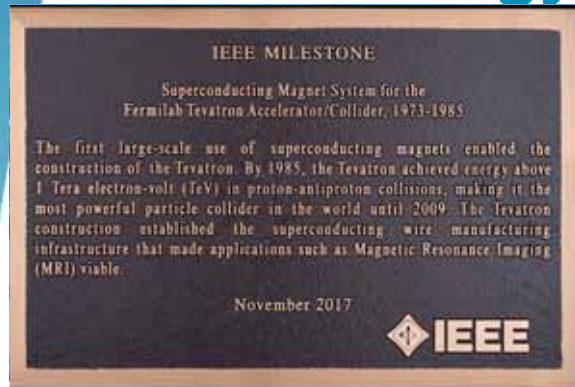 IEEE MILESTONE
Superconducting Magnet System for the
Fermilab Tevatron Accelerator/Collider, 1973-1985
The first large-scale use of superconducting magnets enabled the
construction of the Tevatron. By 1985, the Tevatron achieved energy above
1 Tera electron-volt (TeV) in proton-antiproton collisions, making it the
most powerful particle collider in the world until 2009. The Tevatron
construction established the superconducting wire manufacturing
infrastructure that made applications such as Magnetic Resonance Imaging
(MRI) viable.
November 2017
IEEE